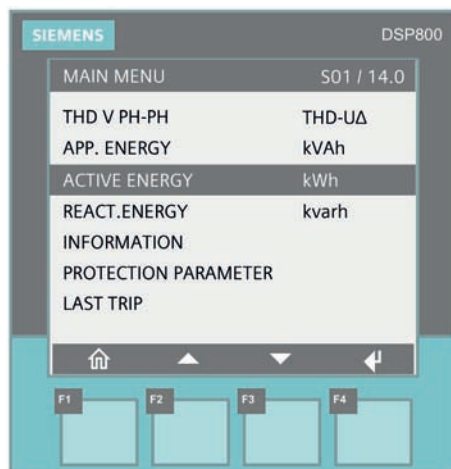 SIEMENS DSP800
MAIN MENU S01 / 14.0
THD V PH-PH THD-UΔ
APP. ENERGY kVAh
ACTIVE ENERGY kWh
REACT.ENERGY kvarh
INFORMATION
PROTECTION PARAMETER
LAST TRIP
F1 F2 F3 F4